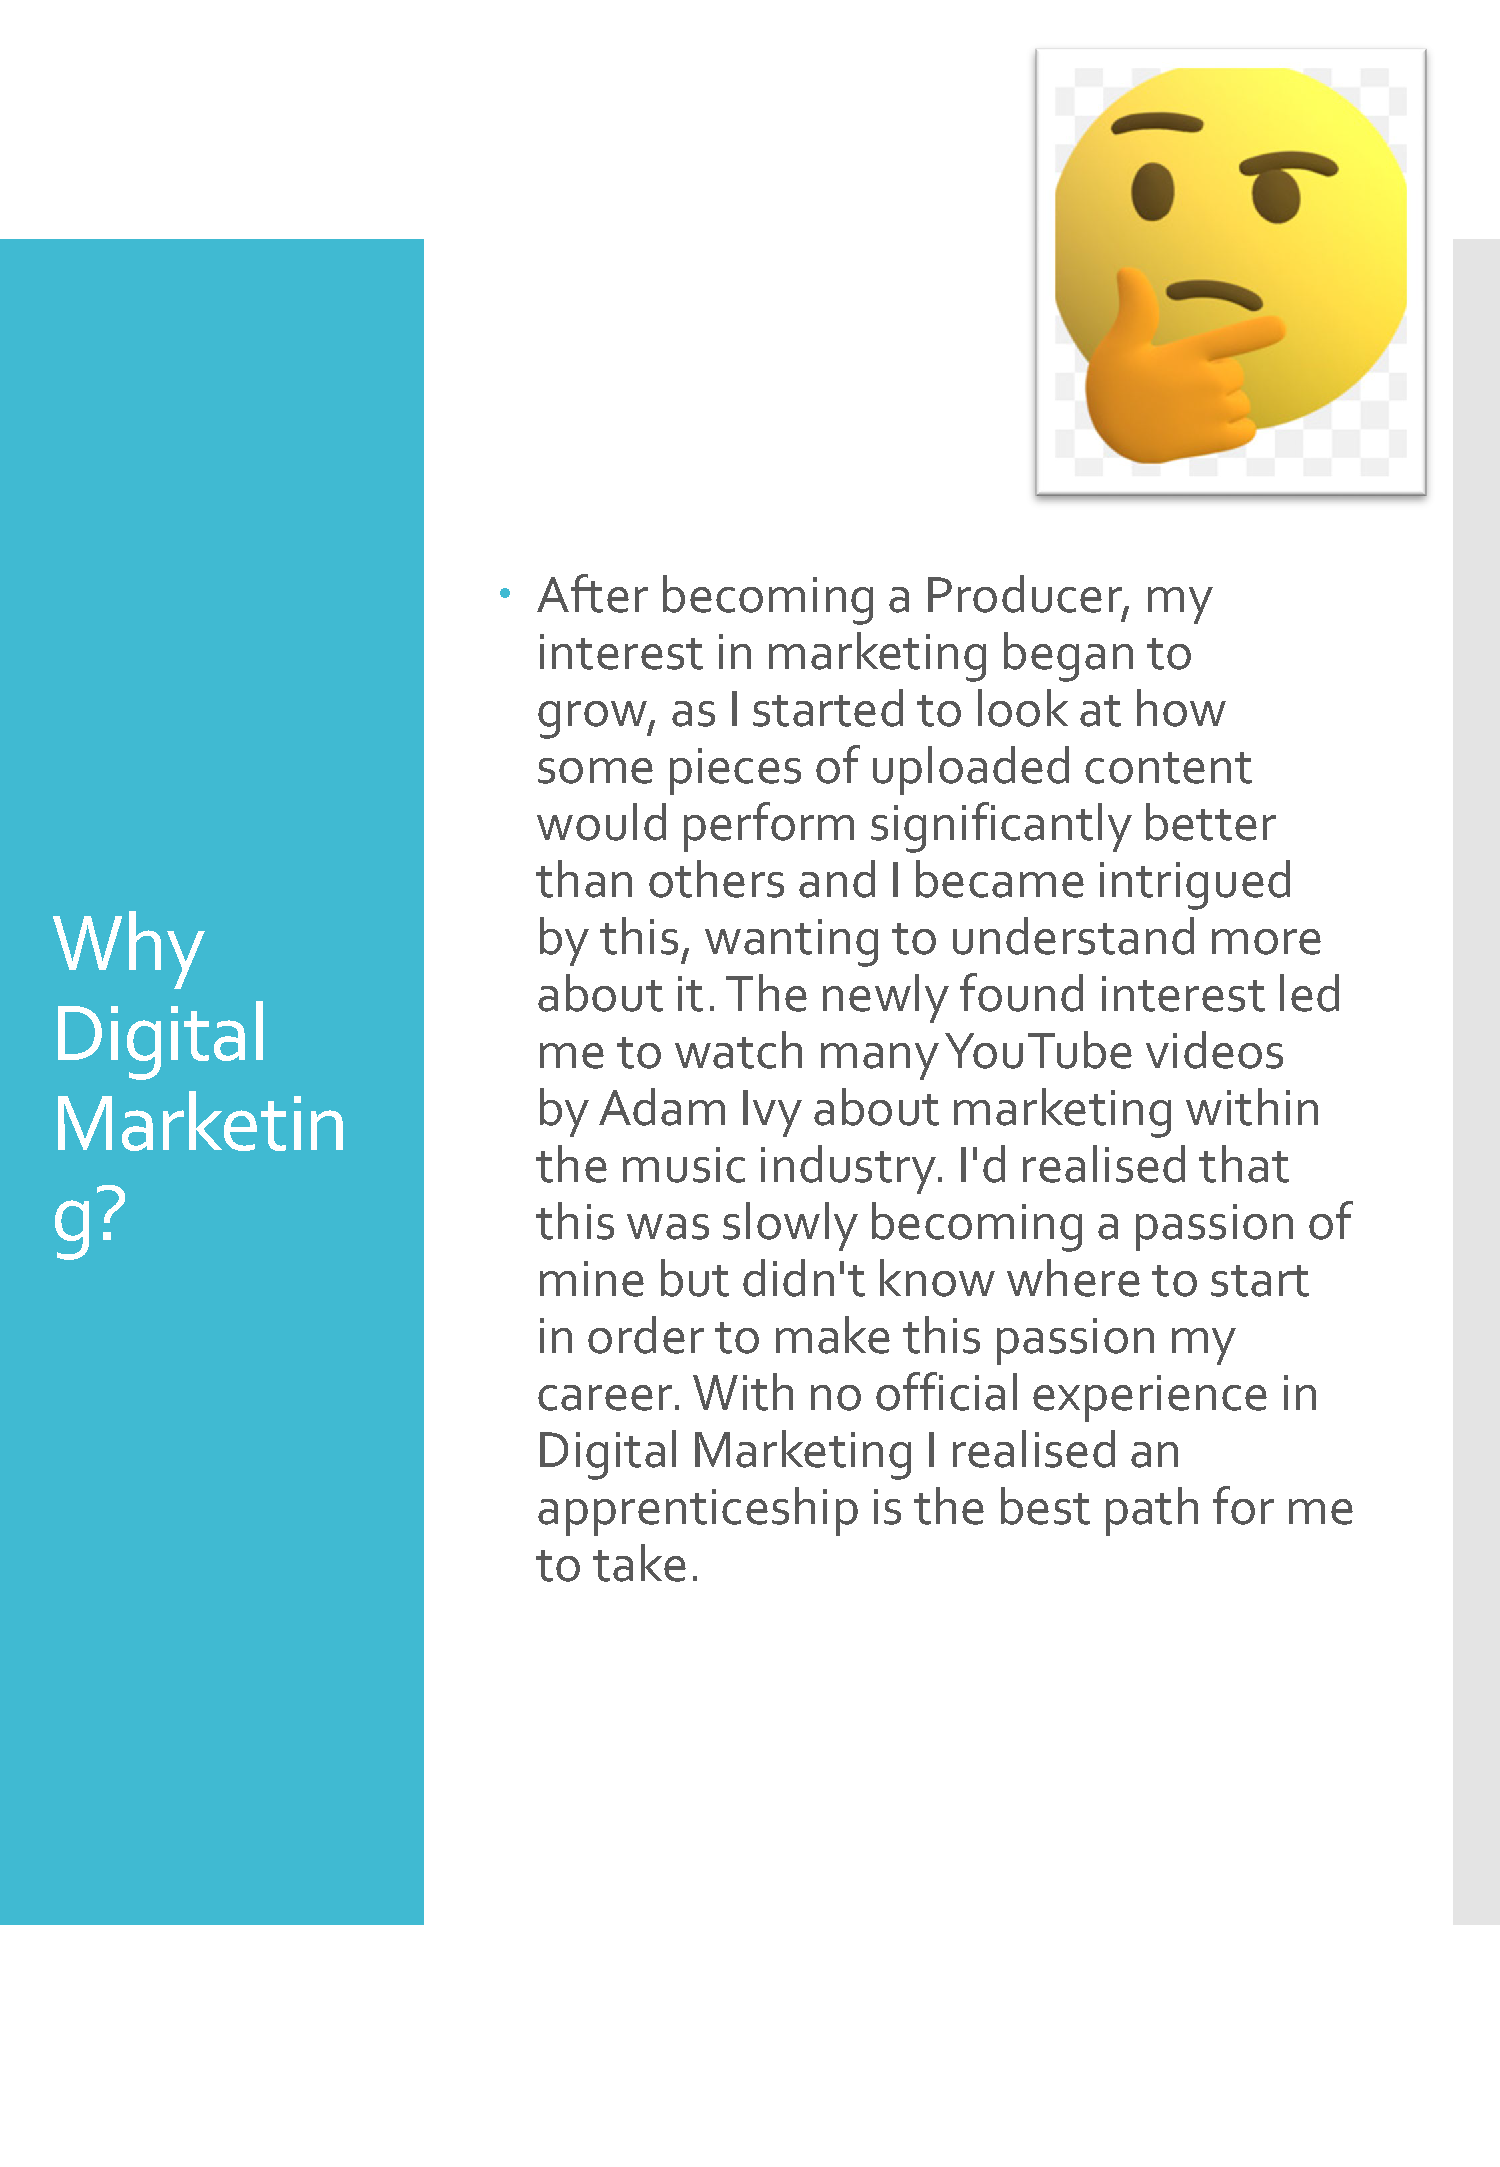 Why
Digital
Marketin
g?
• After becoming a Producer, my
interest in marketing began to
grow, as I started to look at how
some pieces of uploaded content
would perform significantly better
than others and I became intrigued
by this, wanting to understand more
about it. The newly found interest led
me to watch many YouTube videos
by Adam Ivy about marketing within
the music industry. I'd realised that
this was slowly becoming a passion of
mine but didn't know where to start
in order to make this passion my
career. With no official experience in
Digital Marketing I realised an
apprenticeship is the best path for me
to take.